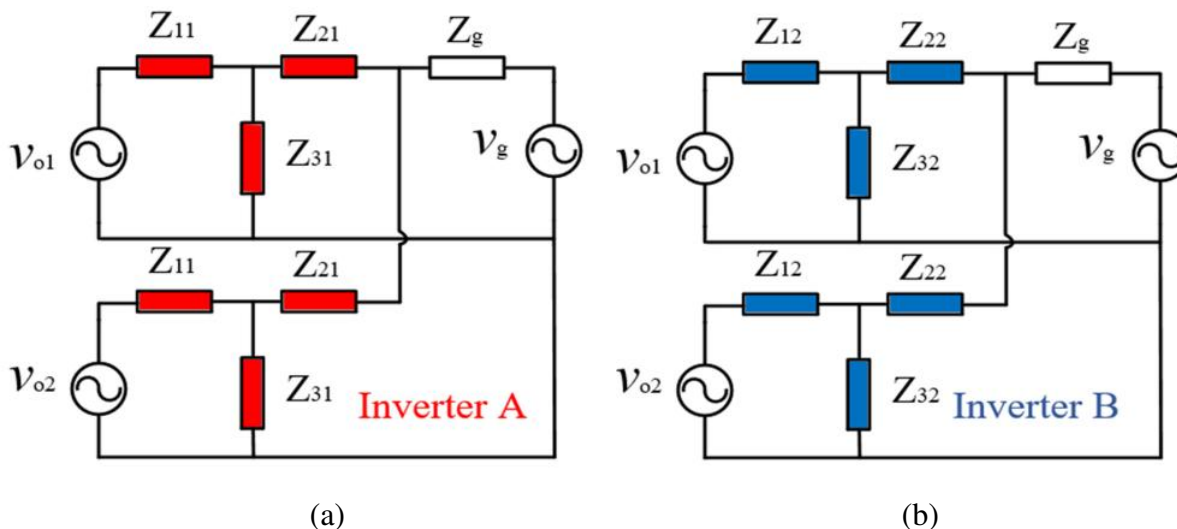 Z11 Z21 Zg
vo1 Z31 vg
Z11 Z21
vo2 Z31 Inverter A
(a)
Z12 Z22 Zg
vo1 Z32 vg
Z12 Z22
vo2 Z32 Inverter B
(b)